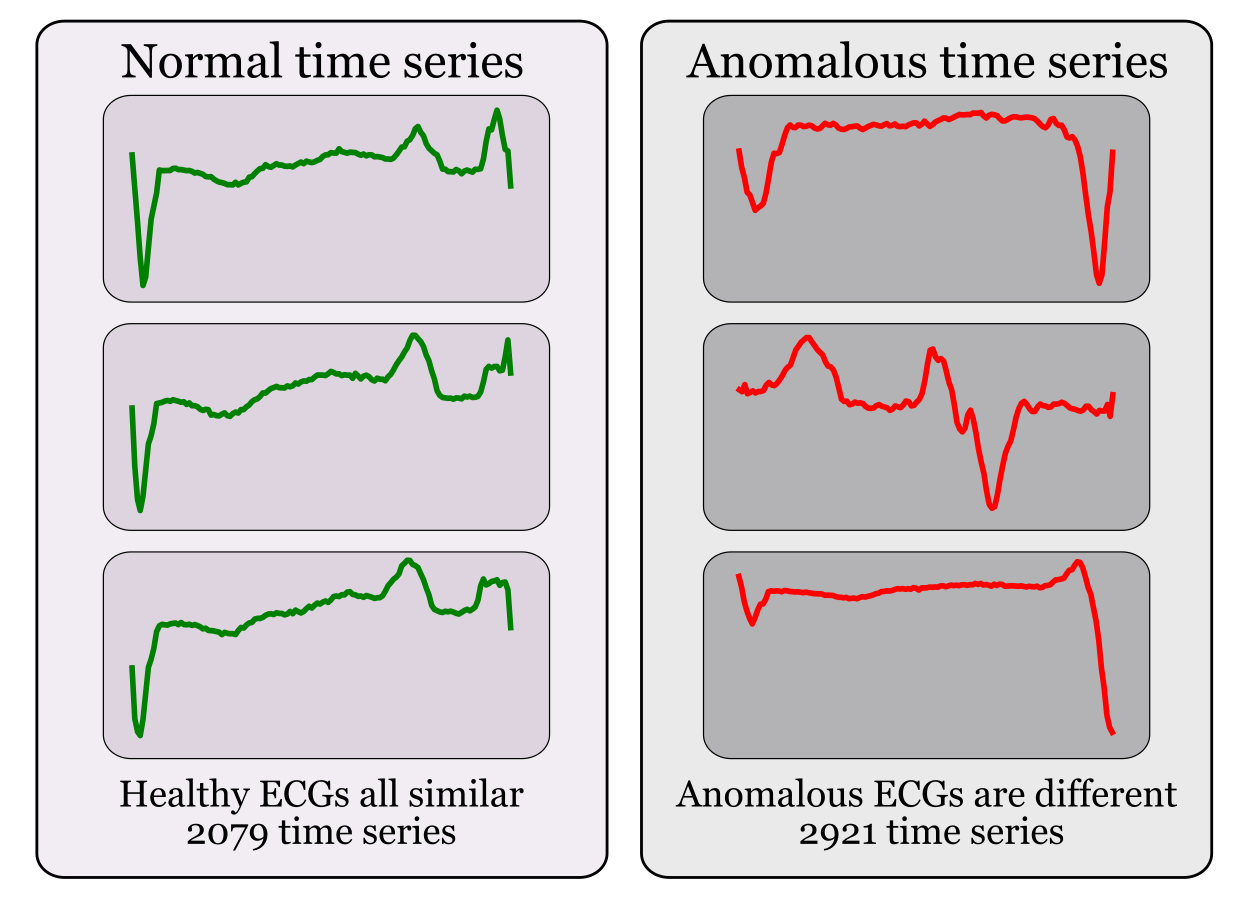 Normal time series
Healthy ECGs all similar
2079 time series
Anomalous time series
Anomalous ECGs are different
2921 time series